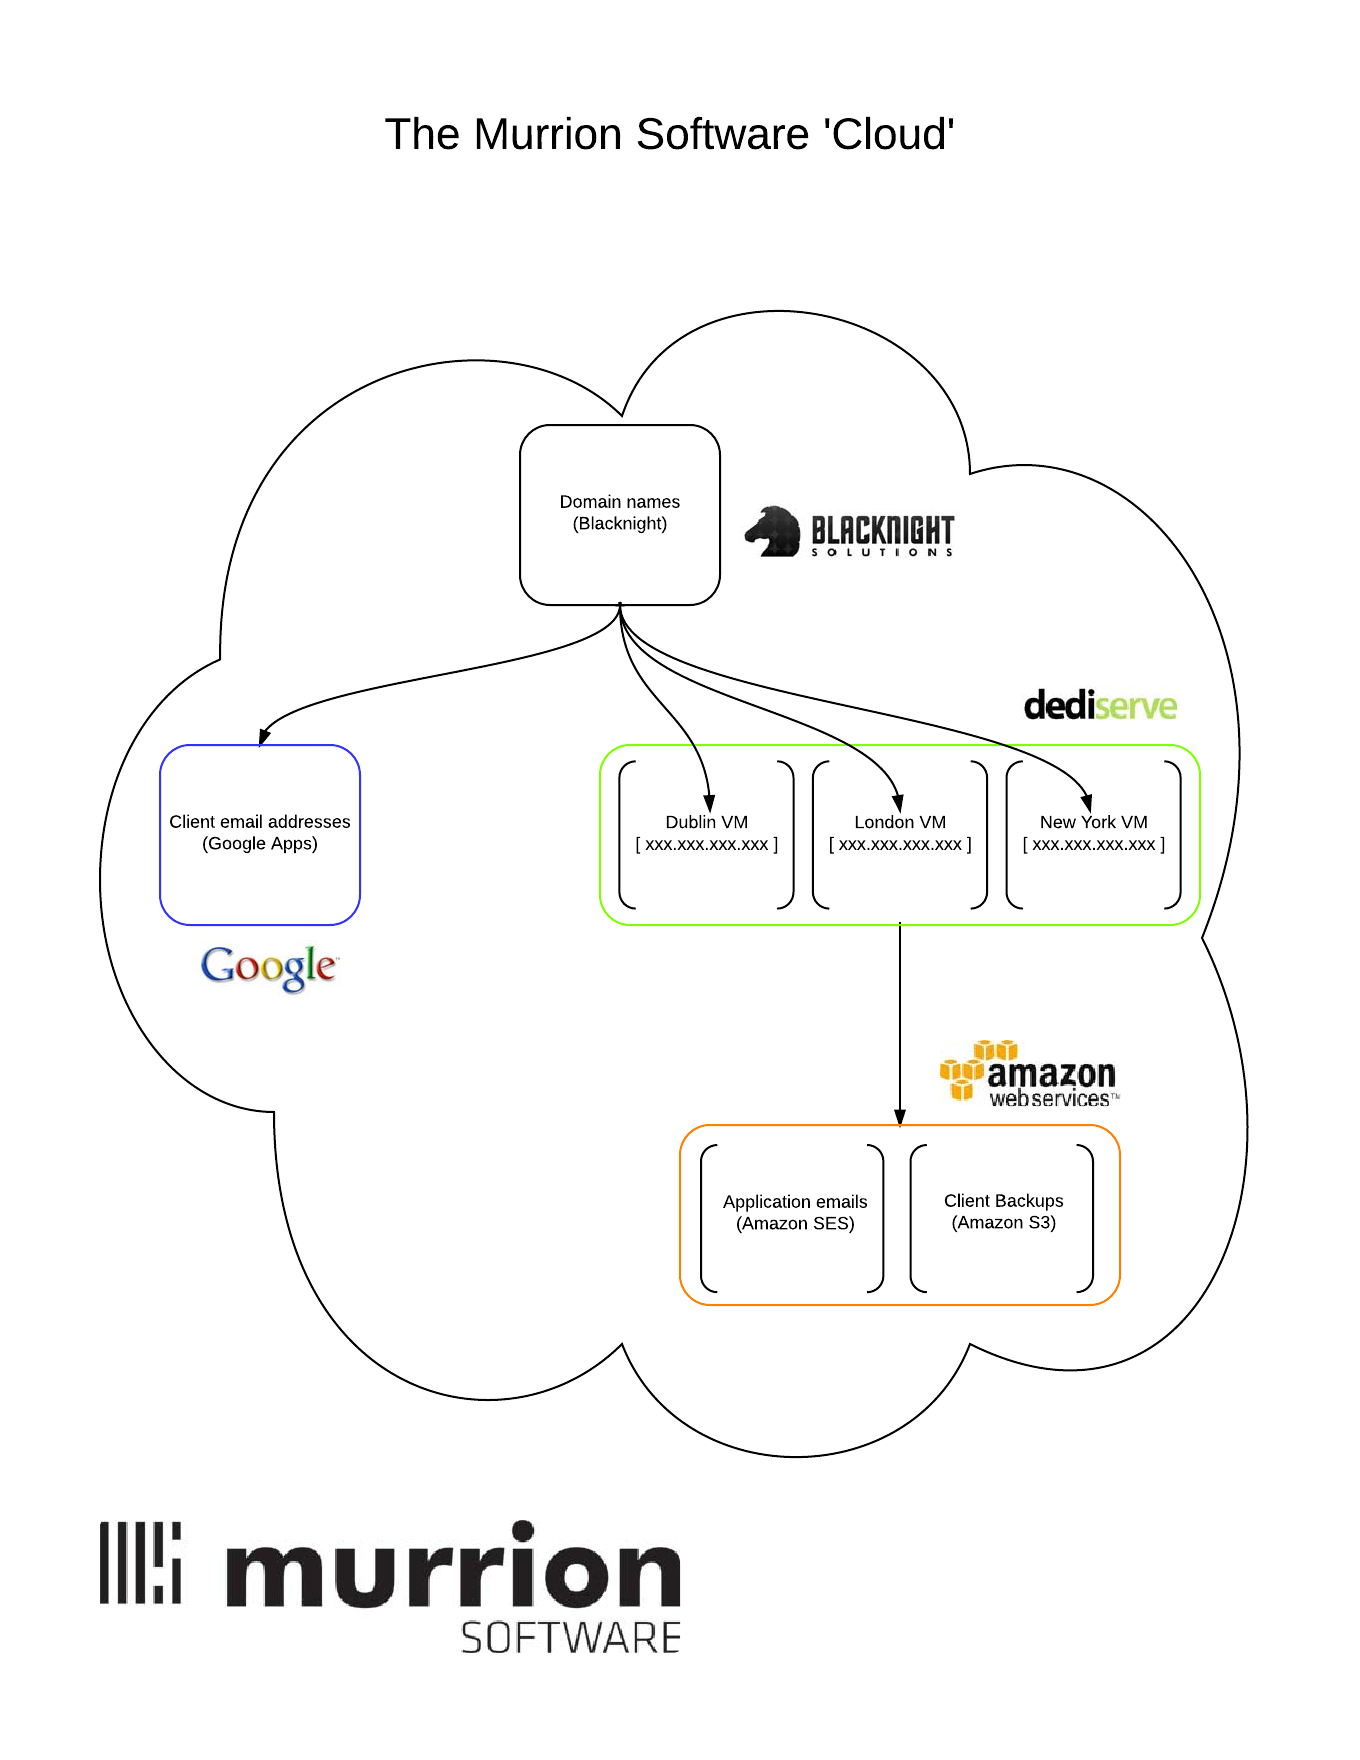 The Murrion Software 'Cloud'
Domain names
(Blacknight)
BLACKNIGHT
SOLUTIONS
dediserve
Client email addresses
(Google Apps)
Google™
Dublin VM
[ xxx.xxx.xxx.xxx ]
London VM
[ xxx.xxx.xxx.xxx ]
New York VM
[ xxx.xxx.xxx.xxx ]
amazon
webservices™
Application emails
(Amazon SES)
Client Backups
(Amazon S3)
murrion
SOFTWARE